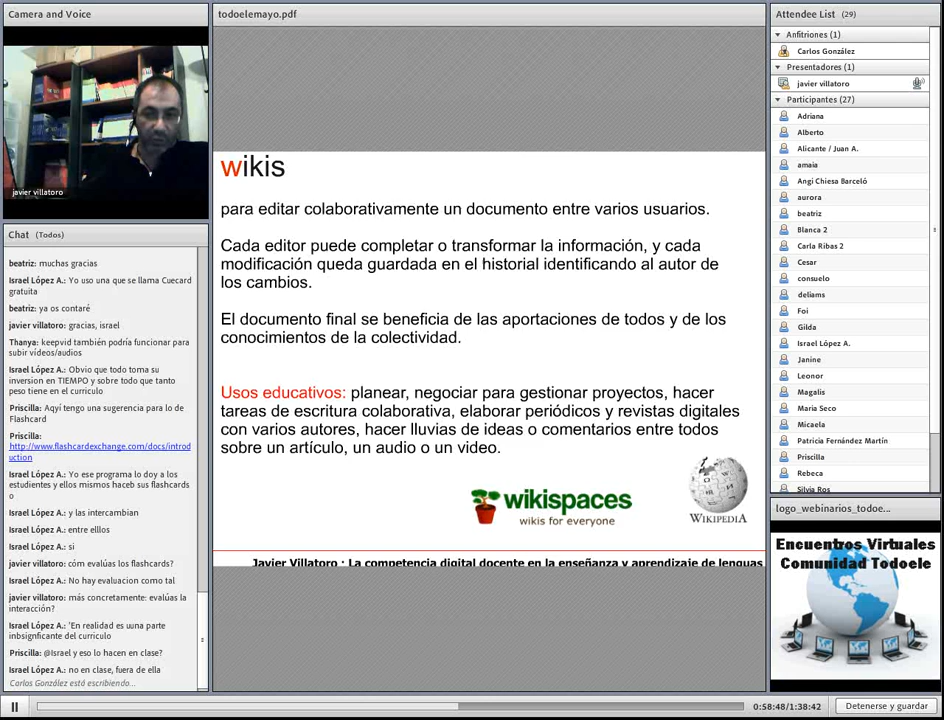 Camera and Voice
javier villatoro
Chat (Todos)
beatriz: muchas gracias
Israel López A.: Yo uso una que se llama Cuecard
gratuita
beatriz: ya os contaré
javier villatoro: gracias, israel
Thanya: keepvid también podría funcionar para
subir vídeos/audios
Israel López A.: Obvio que todo toma su
inversion en TIEMPO y sobre todo que tanto
peso tiene en el curriculo
Priscilla: Aqyí tengo una sugerencia para lo de
Flashcard
Priscilla:
http://www.flashcardexchange.com/docs/introd
uction
Israel López A.: Yo ese programa lo doy a los
estudientes y ellos mismos haceb sus flashcards
o
Israel López A.: y las intercambian
Israel López A.: entre elllos
Israel López A.: si
javier villatoro: cóm evalúas los flashcards?
Israel López A.: No hay evaluacion como tal
javier villatoro: más concretamente: evalúas la
interacción?
Israel López A.: 'En realidad es uuna parte
inbsignficante del curriculo
Priscilla: @Israel y eso lo hacen en clase?
Israel López A.: no en clase, fuera de ella
Carlos González está escribiendo...
todoelemayo.pdf
wikis
para editar colaborativamente un documento entre varios usuarios.
Cada editor puede completar o transformar la información, y cada
modificación queda guardada en el historial identificando al autor de
los cambios.
El documento final se beneficia de las aportaciones de todos y de los
conocimientos de la colectividad.
Usos educativos: planear, negociar para gestionar proyectos, hacer
tareas de escritura colaborativa, elaborar periódicos y revistas digitales
con varios autores, hacer lluvias de ideas o comentarios entre todos
sobre un artículo, un audio o un video.
wikispaces
wikis for everyone
WIKIPEDIA
Javier Villatoro : La competencia digital docente en la enseñanza y aprendizaje de lenguas
Attendee List (29)
Anfitriones (1)
Carlos González
Presentadores (1)
javier villatoro
Participantes (27)
Adriana
Alberto
Alicante / Juan A.
amaia
Angi Chiesa Barceló
aurora
beatriz
Blanca 2
Carla Ribas 2
Cesar
consuelo
deliams
Foi
Gilda
Israel López A.
Janine
Leonor
Magalis
Maria Seco
Micaela
Patricia Fernández Martín
Priscilla
Rebeca
Silvia Ros
logo_webinarios_todoe...
Encuentros Virtuales
Comunidad Todoele
0:58:48/1:38:42
Detenerse y guardar